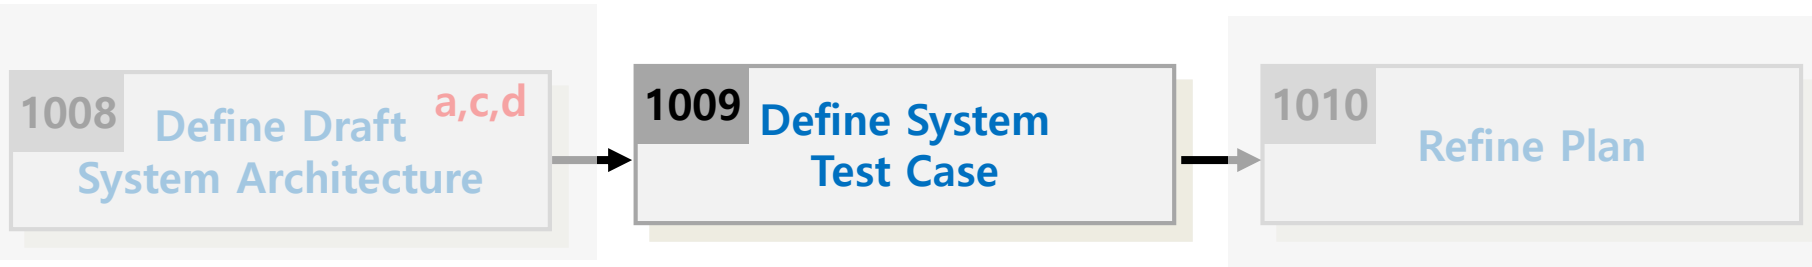 1008
a,c,d
Define Draft
System Architecture
1009
Define System
Test Case
1010
Refine Plan